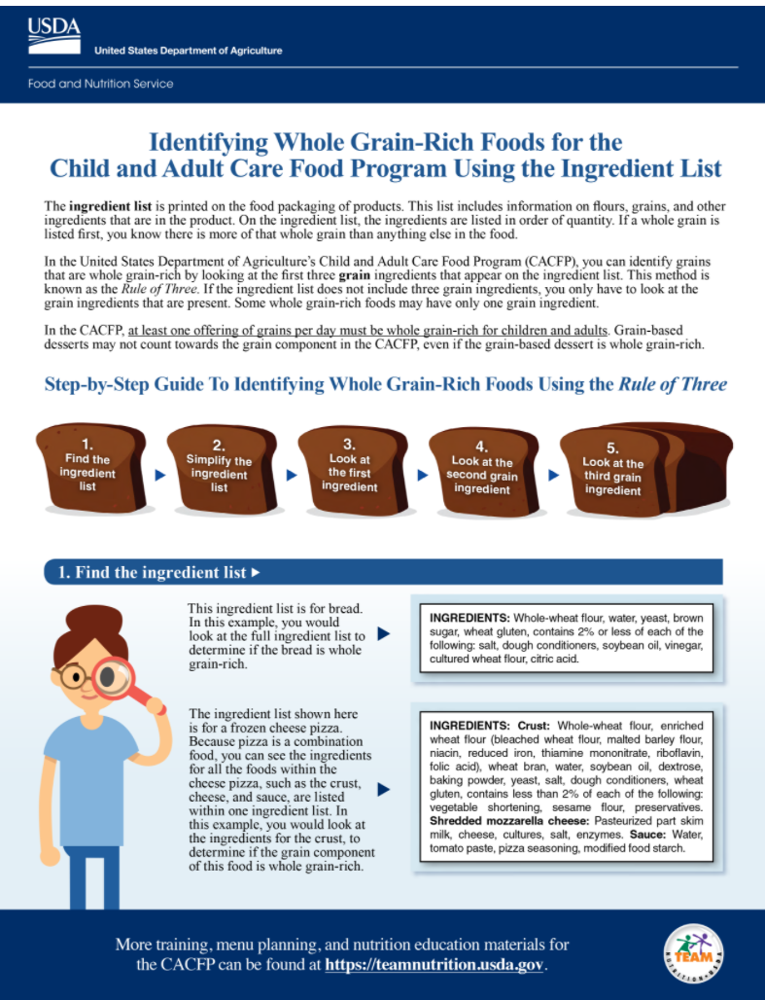 USDA
United States Department of Agriculture
Food and Nutrition Service
Identifying Whole Grain-Rich Foods for the
Child and Adult Care Food Program Using the Ingredient List
The ingredient list is printed on the food packaging of products. This list includes information on flours, grains, and other
ingredients that are in the product. On the ingredient list, the ingredients are listed in order of quantity. If a whole grain is
listed first, you know there is more of that whole grain than anything else in the food.
In the United States Department of Agriculture's Child and Adult Care Food Program (CACFP), you can identify grains
that are whole grain-rich by looking at the first three grain ingredients that appear on the ingredient list. This method is
known as the Rule of Three. If the ingredient list does not include three grain ingredients, you only have to look at the
grain ingredients that are present. Some whole grain-rich foods may have only one grain ingredient.
In the CACFP, at least one offering of grains per day must be whole grain-rich for children and adults. Grain-based
desserts may not count towards the grain component in the CACFP, even if the grain-based dessert is whole grain-rich.
Step-by-Step Guide To Identifying Whole Grain-Rich Foods Using the Rule of Three
1.
Find the
ingredient
list
2.
Simplify the
ingredient
list
3.
Look at
the first
ingredient
4.
Look at the
second grain
ingredient
5.
Look at the
third grain
ingredient
1. Find the ingredient list
This ingredient list is for bread.
In this example, you would
look at the full ingredient list to
determine if the bread is whole
grain-rich.
INGREDIENTS: Whole-wheat flour, water, yeast, brown
sugar, wheat gluten, contains 2% or less of each of the
following: salt, dough conditioners, soybean oil, vinegar,
cultured wheat flour, citric acid.
The ingredient list shown here
is for a frozen cheese pizza.
Because pizza is a combination
food, you can see the ingredients
for all the foods within the
cheese pizza, such as the crust,
cheese, and sauce, are listed
within one ingredient list. In
this example, you would look at
the ingredients for the crust, to
determine if the grain component
of this food is whole grain-rich.
INGREDIENTS: Crust: Whole-wheat flour, enriched
wheat flour (bleached wheat flour, malted barley flour,
niacin, reduced iron, thiamine mononitrate, riboflavin,
folic acid), wheat bran, water, soybean oil, dextrose,
baking powder, yeast, salt, dough conditioners, wheat
gluten, contains less than 2% of each of the following:
vegetable shortening, sesame flour, preservatives.
Shredded mozzarella cheese: Pasteurized part skim
milk, cheese, cultures, salt, enzymes. Sauce: Water,
tomato paste, pizza seasoning, modified food starch.
More training, menu planning, and nutrition education materials for
the CACFP can be found at https://teamnutrition.usda.gov.
TEAM
NUTRITION • USDA